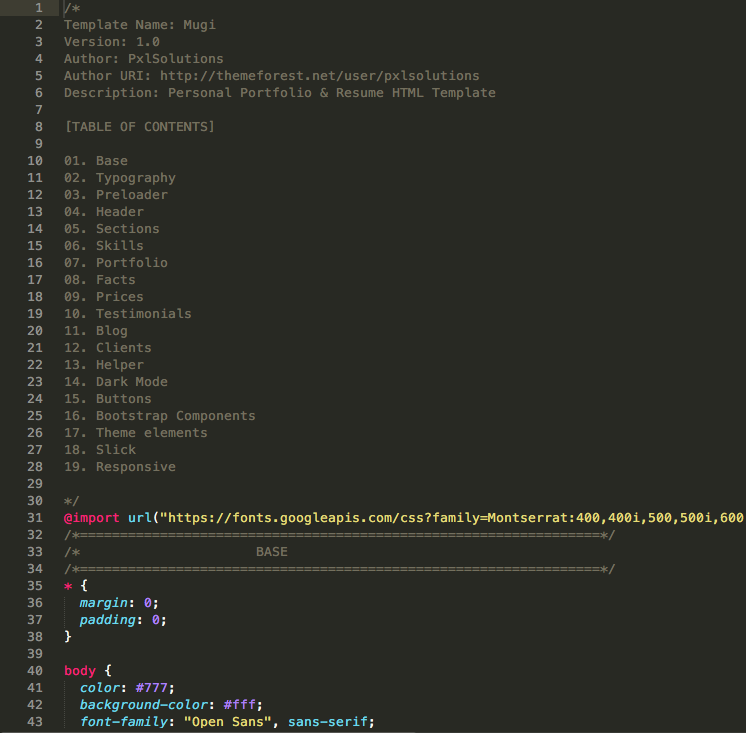 1 /*
2 Template Name: Mugi
3 Version: 1.0
4 Author: PxlSolutions
5 Author URI: http://themeforest.net/user/pxlsolutions
6 Description: Personal Portfolio & Resume HTML Template
7
8 [TABLE OF CONTENTS]
9
10 01. Base
11 02. Typography
12 03. Preloader
13 04. Header
14 05. Sections
15 06. Skills
16 07. Portfolio
17 08. Facts
18 09. Prices
19 10. Testimonials
20 11. Blog
21 12. Clients
22 13. Helper
23 14. Dark Mode
24 15. Buttons
25 16. Bootstrap Components
26 17. Theme elements
27 18. Slick
28 19. Responsive
29
30 */
31 @import url("https://fonts.googleapis.com/css?family=Montserrat:400,400i,500,500i,600
32 /*=================================================================*/
33 /*                      BASE
34 /*=================================================================*/
35 * {
36   margin: 0;
37   padding: 0;
38 }
39
40 body {
41   color: #777;
42   background-color: #fff;
43   font-family: "Open Sans", sans-serif;